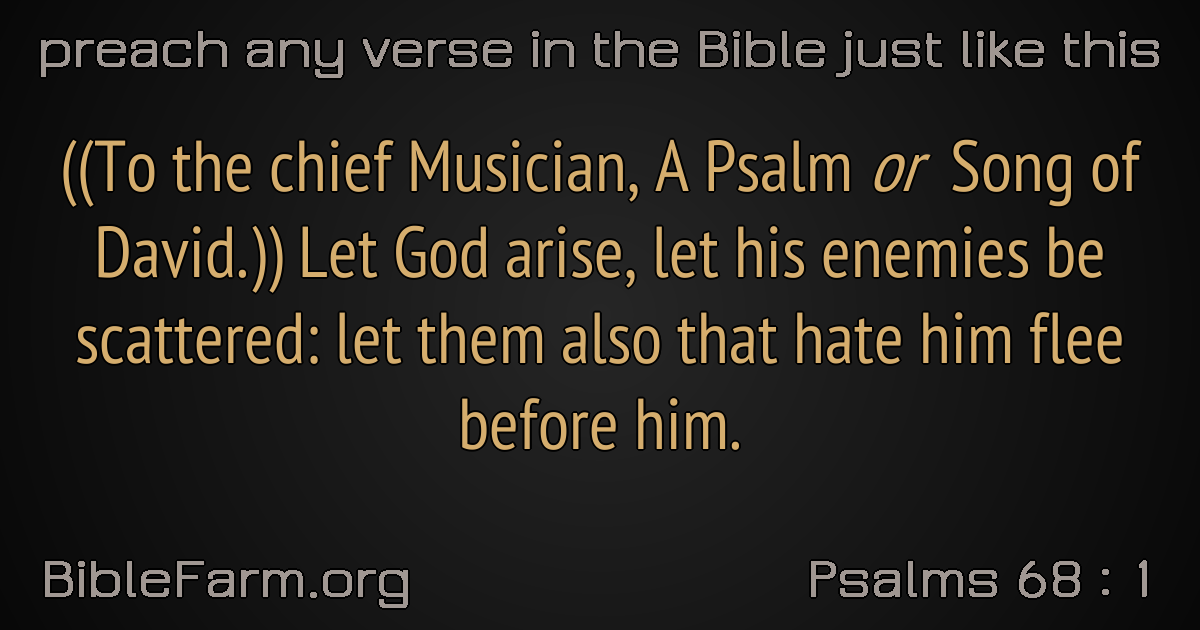 preach any verse in the Bible just like this
((To the chief Musician, A Psalm or Song of
David.)) Let God arise, let his enemies be
scattered: let them also that hate him flee
before him.
BibleFarm.org
Psalms 68 : 1